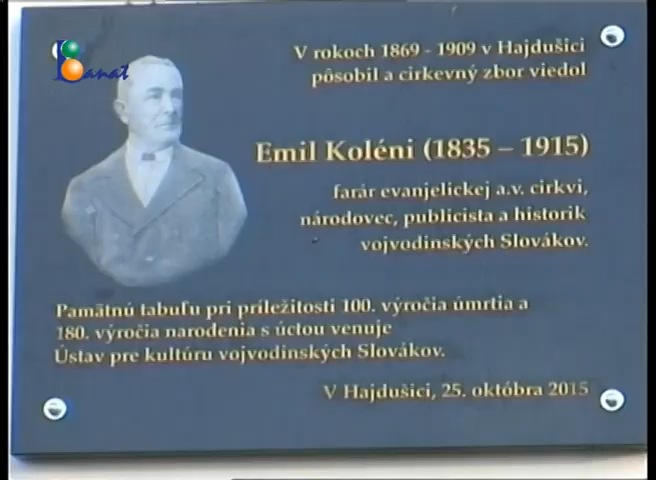 Banat
V rokoch 1869 - 1909 v Hajdušici
pôsobil a cirkevný zbor viedol
Emil Koléni (1835 – 1915)
farár evanjelickej a.v. cirkvi,
národovec, publicista a historik
vojvodinských Slovákov.
Pamätnú tabuľu pri príležitosti 100. výročia úmrtia a
180. výročia narodenia s úctou venuje
Ústav pre kultúru vojvodinských Slovákov.
V Hajdušici, 25. októbra 2015